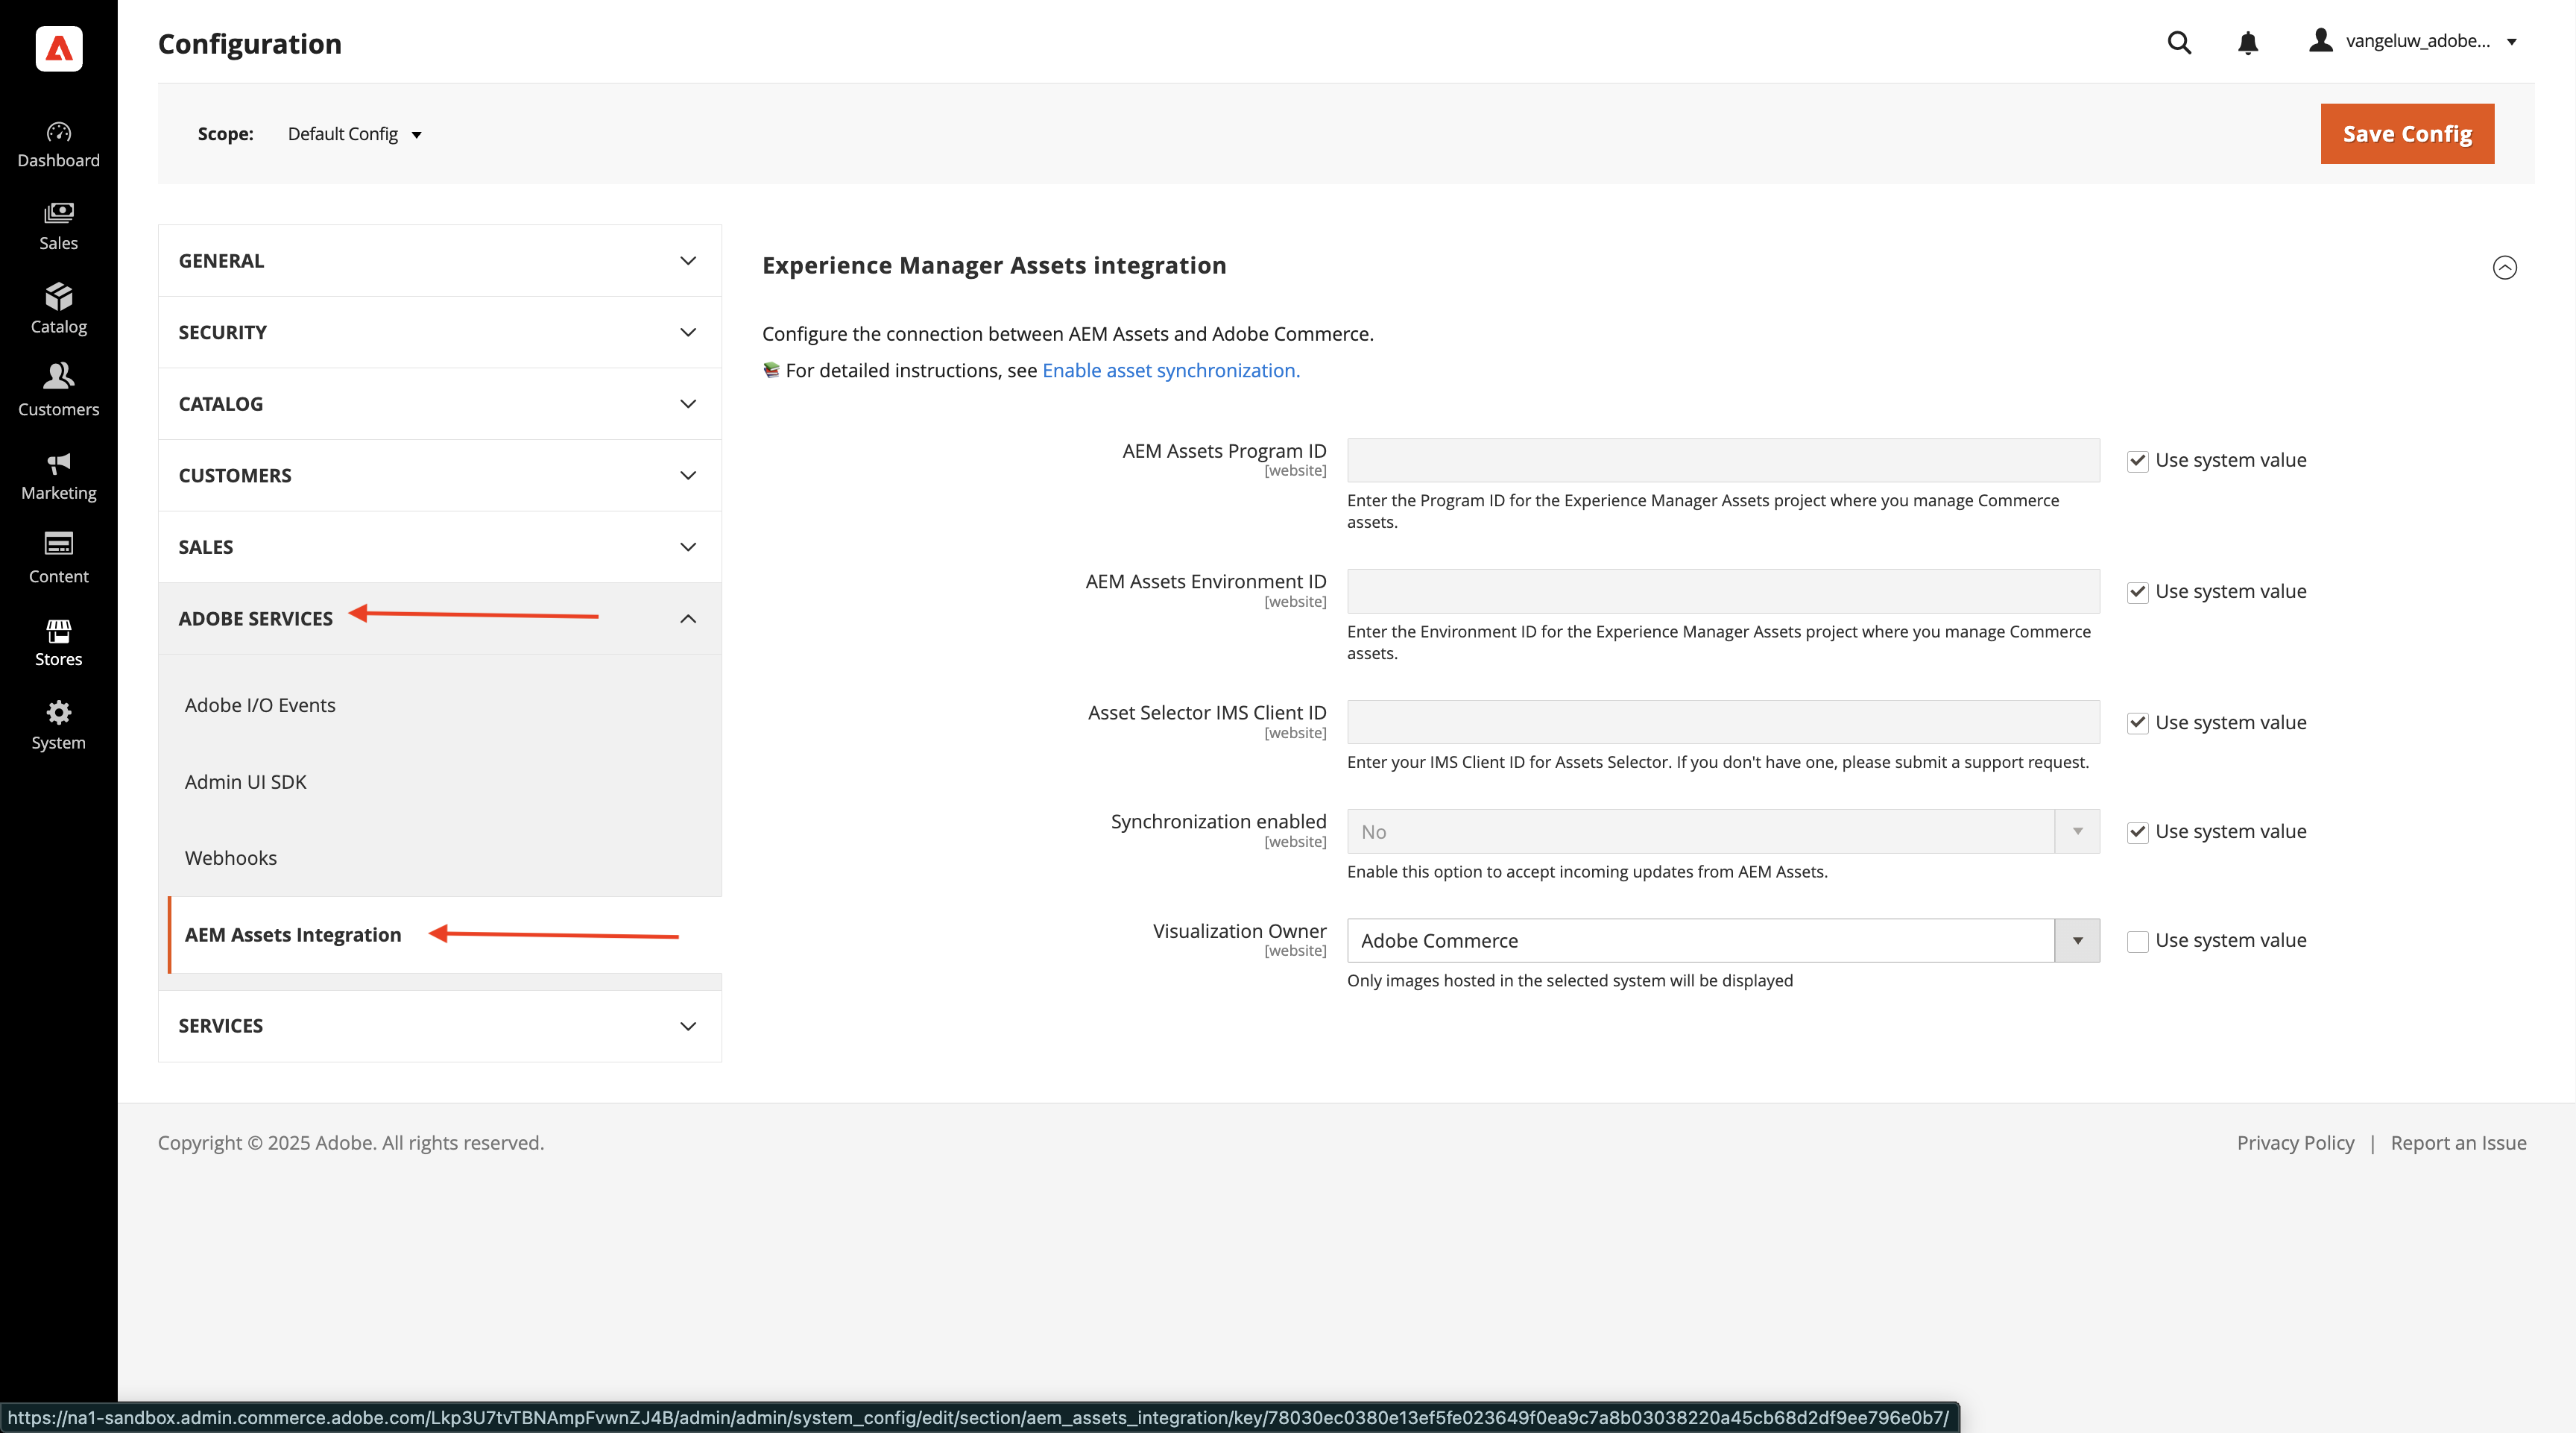 Configuration
vangeluw_adobe...
Scope:
Default Config
Save Config
Dashboard
Sales
Catalog
Customers
Marketing
Content
Stores
System
GENERAL
SECURITY
CATALOG
CUSTOMERS
SALES
ADOBE SERVICES
Adobe I/O Events
Admin UI SDK
Webhooks
AEM Assets Integration
SERVICES
Experience Manager Assets integration
Configure the connection between AEM Assets and Adobe Commerce.
For detailed instructions, see Enable asset synchronization.
AEM Assets Program ID
[website]
Use system value
Enter the Program ID for the Experience Manager Assets project where you manage Commerce
assets.
AEM Assets Environment ID
[website]
Use system value
Enter the Environment ID for the Experience Manager Assets project where you manage Commerce
assets.
Asset Selector IMS Client ID
[website]
Use system value
Enter your IMS Client ID for Assets Selector. If you don't have one, please submit a support request.
Synchronization enabled
[website]
No
Use system value
Enable this option to accept incoming updates from AEM Assets.
Visualization Owner
[website]
Adobe Commerce
Use system value
Only images hosted in the selected system will be displayed
Copyright © 2025 Adobe. All rights reserved.
Privacy Policy | Report an Issue
https://na1-sandbox.admin.commerce.adobe.com/Lkp3U7tvTBNAmpFvwnZJ4B/admin/admin/system_config/edit/section/aem_assets_integration/key/78030ec0380e13ef5fe023649f0ea9c7a8b03038220a45cb68d2df9ee796e0b7/